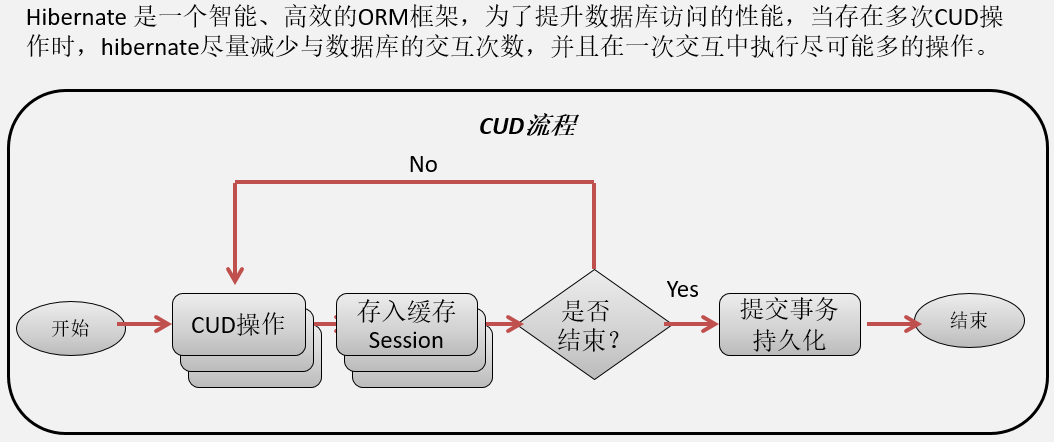 Hibernate 是一个智能、高效的ORM框架，为了提升数据库访问的性能，当存在多次CUD操
作时，hibernate尽量减少与数据库的交互次数，并且在一次交互中执行尽可能多的操作。
CUD流程
No
Yes
开始
CUD操作
存入缓存
Session
是否
结束？
提交事务
持久化
结束